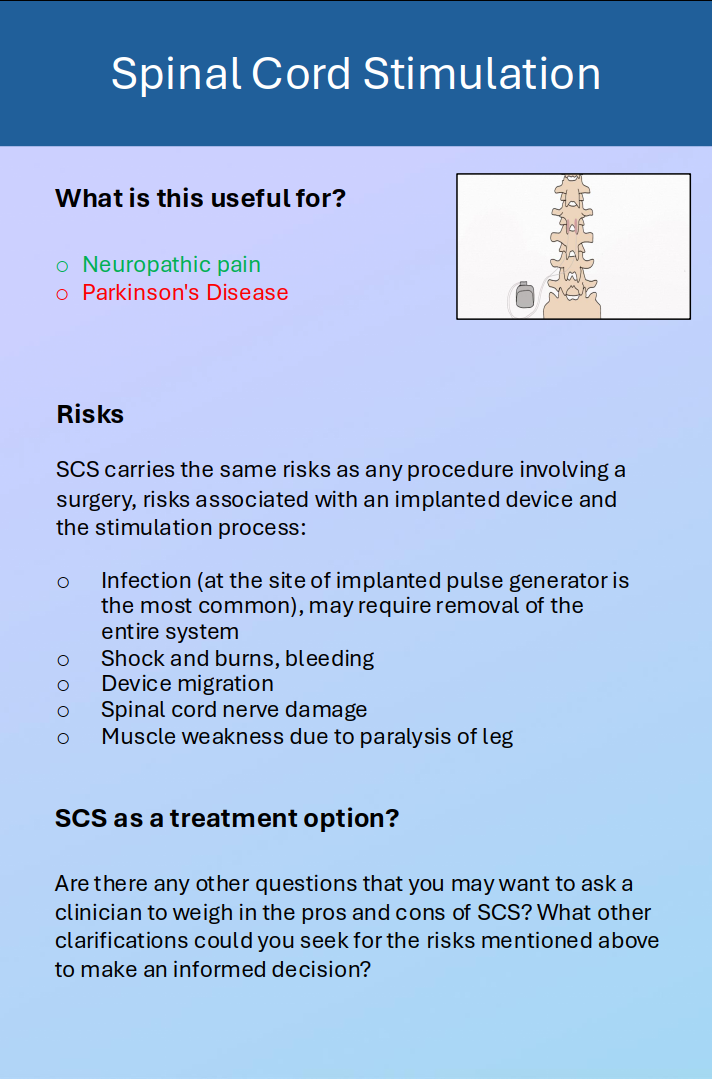 Spinal Cord Stimulation
What is this useful for?
o Neuropathic pain
o Parkinson's Disease
Risks
SCS carries the same risks as any procedure involving a
surgery, risks associated with an implanted device and
the stimulation process:
o Infection (at the site of implanted pulse generator is
the most common), may require removal of the
entire system
o Shock and burns, bleeding
o Device migration
o Spinal cord nerve damage
o Muscle weakness due to paralysis of leg
SCS as a treatment option?
Are there any other questions that you may want to ask a
clinician to weigh in the pros and cons of SCS? What other
clarifications could you seek for the risks mentioned above
to make an informed decision?